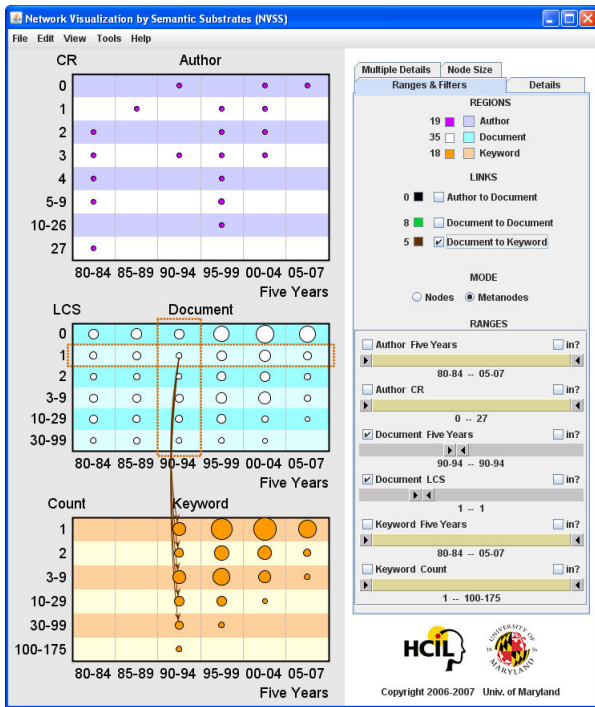 Network Visualization by Semantic Substrates (NVSS)
File Edit View Tools Help
CR Author
0
1
2
3
4
5-9
10-26
27
80-84 85-89 90-94 95-99 00-04 05-07
Five Years
LCS Document
0
1
2
3-9
10-29
30-99
80-84 85-89 90-94 95-99 00-04 05-07
Five Years
Count Keyword
1
2
3-9
10-29
30-99
100-175
80-84 85-89 90-94 95-99 00-04 05-07
Five Years
Multiple Details Node Size
Ranges & Filters Details
REGIONS
19 Author
35 Document
18 Keyword
LINKS
0 Author to Document
8 Document to Document
5 Document to Keyword
MODE
Nodes Metanodes
RANGES
Author Five Years in?
80-84 -- 05-07
Author CR in?
0 -- 27
Document Five Years in?
90-94 -- 90-94
Document LCS in?
1 -- 1
Keyword Five Years in?
80-84 -- 05-07
Keyword Count in?
1 -- 100-175
HCIL
UNIVERSITY OF
18 56
MARYLAND
Copyright 2006-2007 Univ. of Maryland